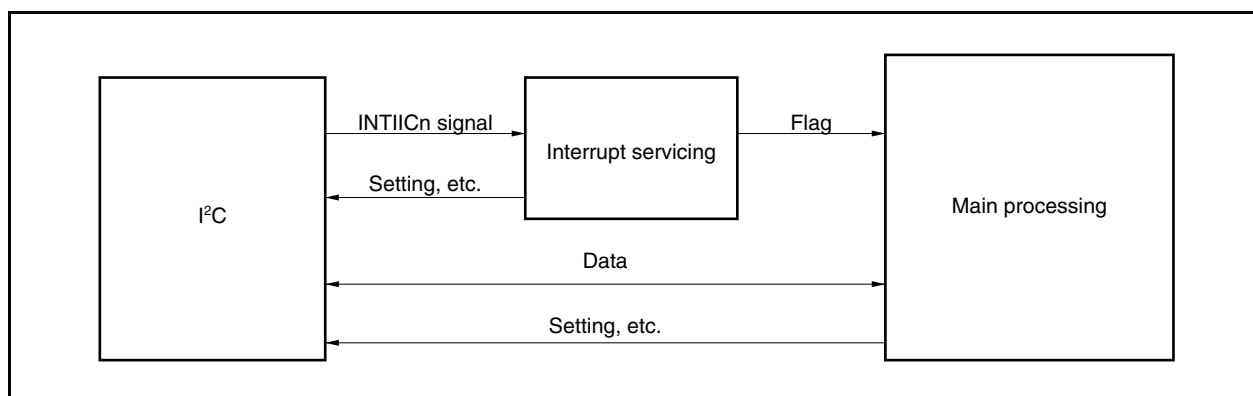 INTIICn signal
Flag
Interrupt servicing
Setting, etc.
I²C
Main processing
Data
Setting, etc.